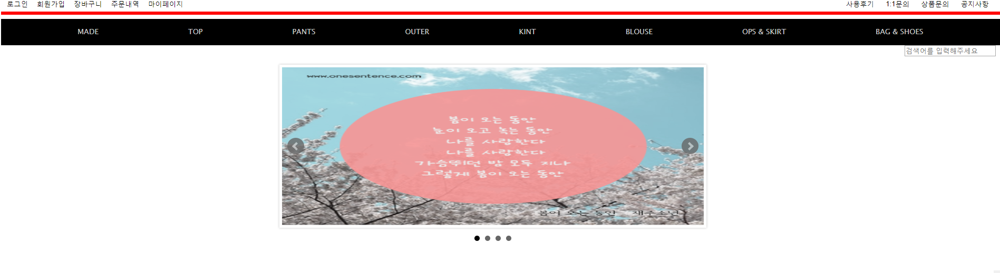 로그인 회원가입 장바구니 주문내역 마이페이지 사용후기 1:1문의 상품문의 공지사항
MADE TOP PANTS OUTER KINT BLOUSE OPS & SKIRT BAG & SHOES
검색어를 입력해주세요
www.onesentence.com
봄이 오는 동안
눈이 오고 녹는 동안
나를 사랑한다
나를 사랑한다
가슴뛰던 밤 모두 지나
그렇게 봄이 오는 동안
봄이 오는 동안 - 재주소년